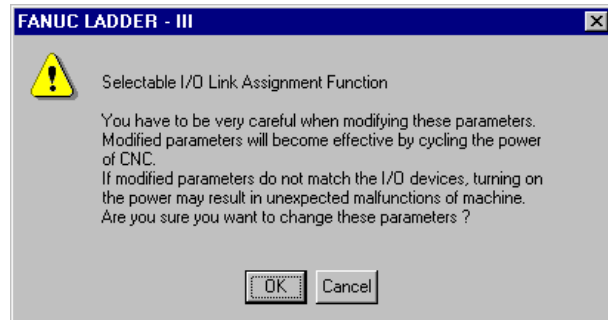 FANUC LADDER - III
Selectable I/O Link Assignment Function
You have to be very careful when modifying these parameters.
Modified parameters will become effective by cycling the power
of CNC.
If modified parameters do not match the I/O devices, turning on
the power may result in unexpected malfunctions of machine.
Are you sure you want to change these parameters ?
OK Cancel